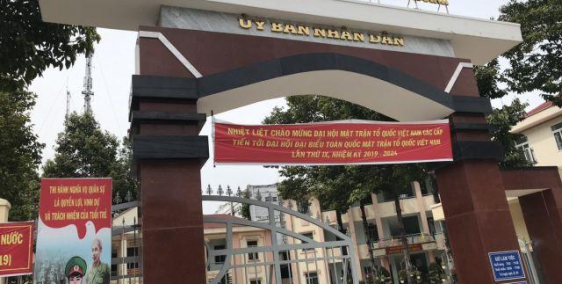 ỦY BAN NHÂN DÂN
NHIỆT LIỆT CHÀO MỪNG ĐẠI HỘI MẶT TRẬN TỔ QUỐC VIỆT NAM CÁC CẤP
TIẾN TỚI ĐẠI HỘI ĐẠI BIỂU TOÀN QUỐC MẶT TRẬN TỔ QUỐC VIỆT NAM
LẦN THỨ IX, NHIỆM KỲ 2019 - 2024
THI HÀNH NGHĨA VỤ QUÂN SỰ
LÀ QUYỀN LỢI, VINH DỰ
VÀ TRÁCH NHIỆM CỦA TUỔI TRẺ
NƯỚC
19)
GIỜ LÀM VIỆC